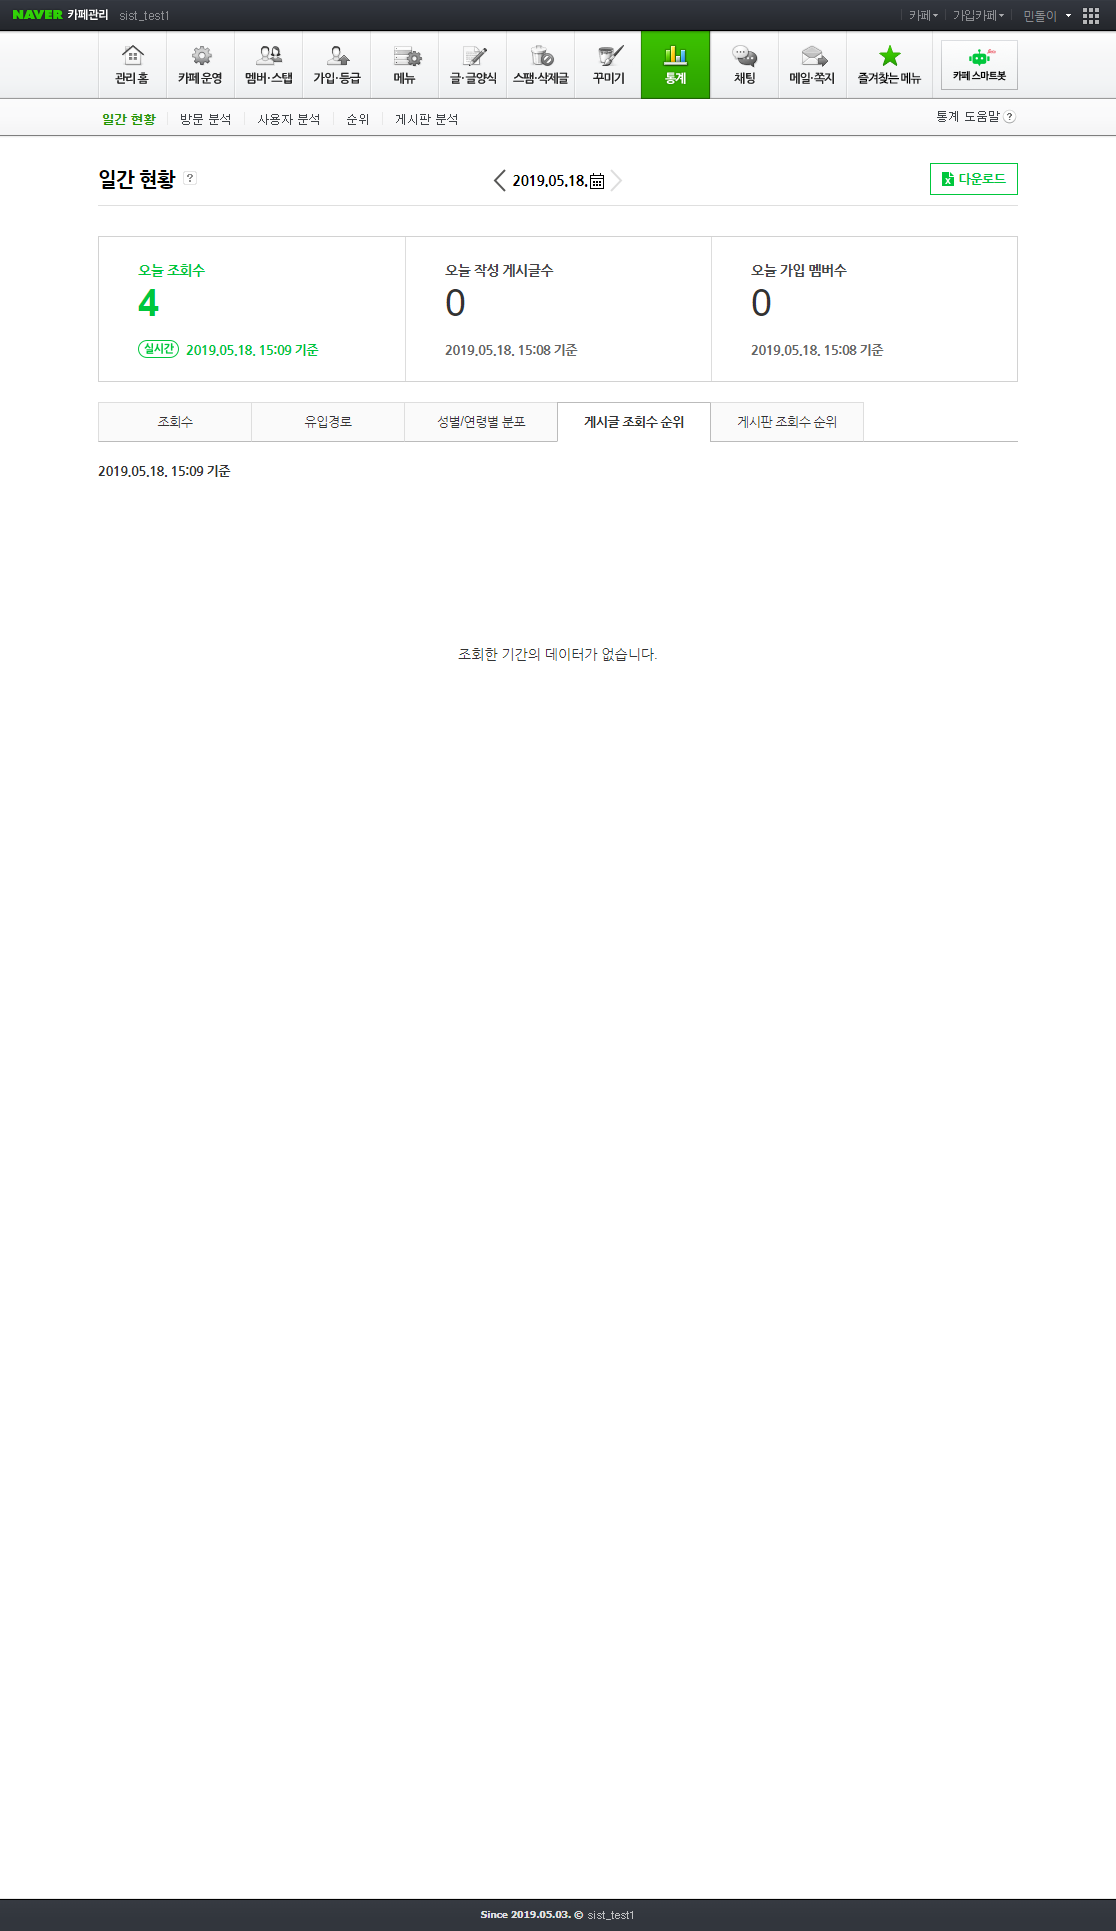 NAVER 카페관리 sist_test1 카페 가입카페 민돌이
관리 홈 카페 운영 멤버·스탭 가입·등급 메뉴 글·글양식 스팸·삭제글 꾸미기 통계 채팅 메일·쪽지 즐겨찾는 메뉴 카페 스마트봇
일간 현황 방문 분석 사용자 분석 순위 게시판 분석 통계 도움말 ?
일간 현황 ? 2019.05.18. 다운로드
오늘 조회수 오늘 작성 게시글수 오늘 가입 멤버수
4 0 0
실시간 2019.05.18. 15:09 기준 2019.05.18. 15:08 기준 2019.05.18. 15:08 기준
조회수 유입경로 성별/연령별 분포 게시글 조회수 순위 게시판 조회수 순위
2019.05.18. 15:09 기준
조회한 기간의 데이터가 없습니다.
Since 2019.05.03. © sist_test1